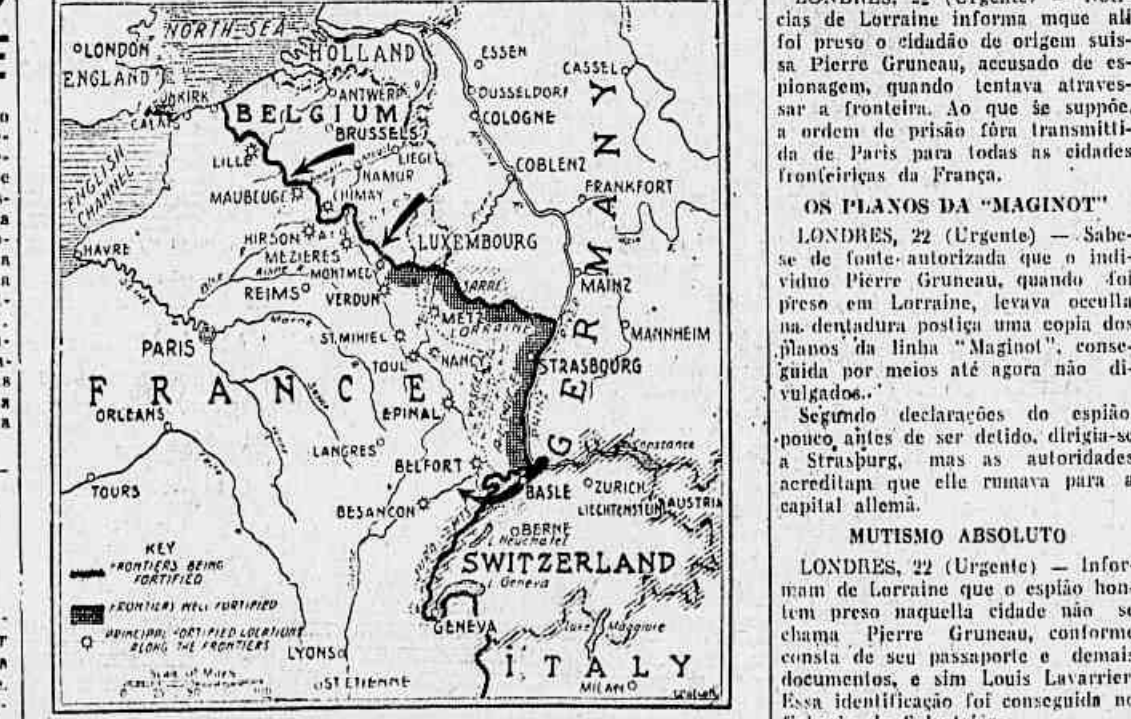 NORTH-SEA
HOLLAND
LONDON
ENGLAND
ESSEN
CASSEL
DUSSELDORF
COLOGNE
ANTWERP
BELGIUM
BRUSSELS
LIEGE
LILLE
NAMUR
COBLENZ
MAUBEUGE
CHIMAY
FRANKFORT
ENGLISH
CHANNEL
HAVRE
HIRSON
MEZIERES
LUXEMBOURG
GERMANY
MONTMEDY
MAINZ
REIMS
VERDUN
SARRE
METZ
LORRAINE
MANNHEIM
Marne
PARIS
ST. MIHIEL
TOUL
NANCY
STRASBOURG
FRANCE
ORLEANS
EPINAL
LANGRES
BELFORT
Constance
TOURS
BESANCON
BASLE
ZURICH
LIECHTENSTEIN
AUSTRIA
BERNE
L. Neuchatel
SWITZERLAND
L. Geneva
GENEVA
LYONS
ST ETIENNE
Lake Maggiore
ITALY
MILAN
KEY
FRONTIERS BEING
FORTIFIED
FRONTIERS WELL FORTIFIED
PRINCIPAL FORTIFIED LOCATIONS
ALONG THE FRONTIERS
LONDRES, 22 (Urgente) —
cias de Lorraine informa mque ali
foi preso o cidadão de origem suis-
sa Pierre Gruneau, accusado de es-
pionagem, quando tentava atraves-
sar a fronteira. Ao que se suppõe,
a ordem de prisão fôra transmitti-
da de Paris para todas as cidades
fronteiriças da França.
OS PLANOS DA "MAGINOT"
LONDRES, 22 (Urgente) — Sabe-
se de fonte autorizada que o indi-
viduo Pierre Gruneau, quando foi
preso em Lorraine, levava occulta
na dentadura postiça uma copia dos
planos da linha "Maginot", conse-
guida por meios até agora não di-
vulgados.
Segundo declarações do espião
pouco antes de ser detido, dirigia-se
a Strasburg, mas as autoridades
acreditam que elle rumava para a
capital allemã.
MUTISMO ABSOLUTO
LONDRES, 22 (Urgente) — Infor-
mam de Lorraine que o espião hon-
tem preso naquella cidade não se
chama Pierre Gruneau, conforme
consta de seu passaporte e demais
documentos, e sim Louis Lavarrier
Essa identificação foi conseguida no